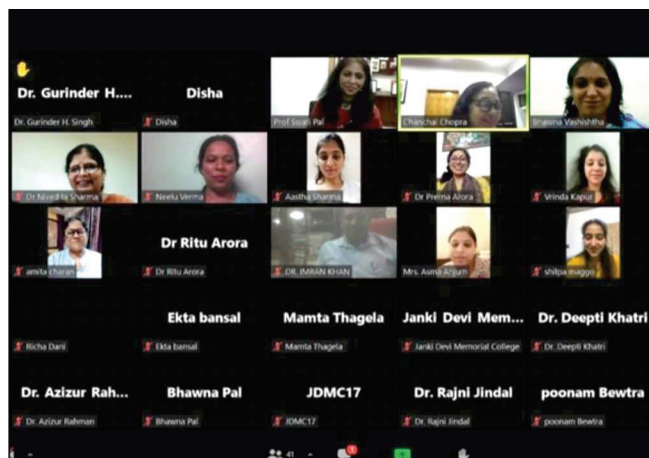 Dr. Gurinder H....
Disha
Dr. Gurinder H. Singh
Disha
Prof Swati Pal
Chanchal Chopra
Bhawna Vashishtha
Dr Nivedita Sharma
Neelu Verma
Aastha Sharma
Dr Prerna Arora
Vrinda Kapur
Dr Ritu Arora
amita charan
Dr Ritu Arora
DR. IMRAN KHAN
Mrs. Asma Anjum
shilpa maggo
Ekta bansal
Mamta Thagela
Janki Devi Mem...
Dr. Deepti Khatri
Richa Dani
Ekta bansal
Mamta Thagela
Janki Devi Memorial College
Dr. Deepti Khatri
Dr. Azizur Rah...
Bhawna Pal
JDMC17
Dr. Rajni Jindal
poonam Bewtra
Dr. Azizur Rahman
Bhawna Pal
JDMC17
Dr. Rajni Jindal
poonam Bewtra
41
1